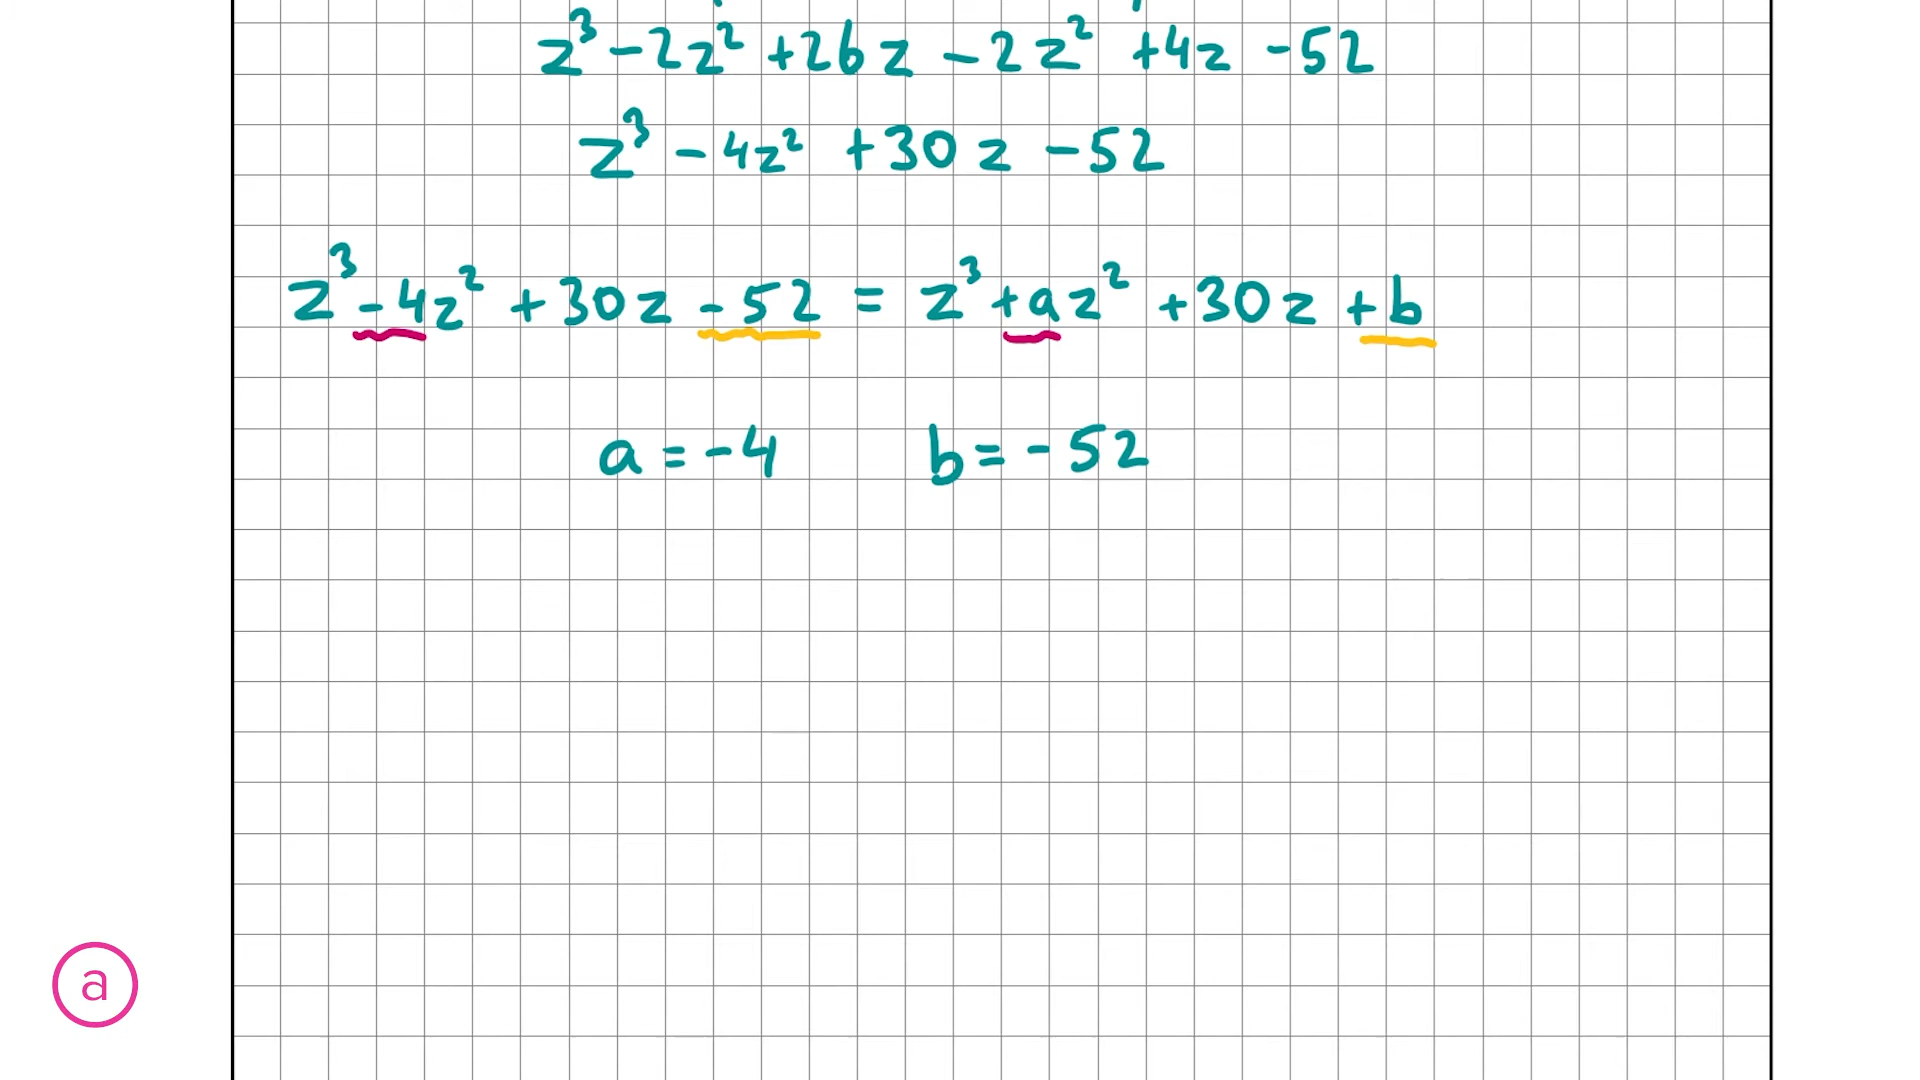 z³ -2z² +26z -2z² +4z -52
z³ -4z² +30z -52
z³ -4z² +30z -52 = z³ +az² +30z +b
a = -4 b = -52
a